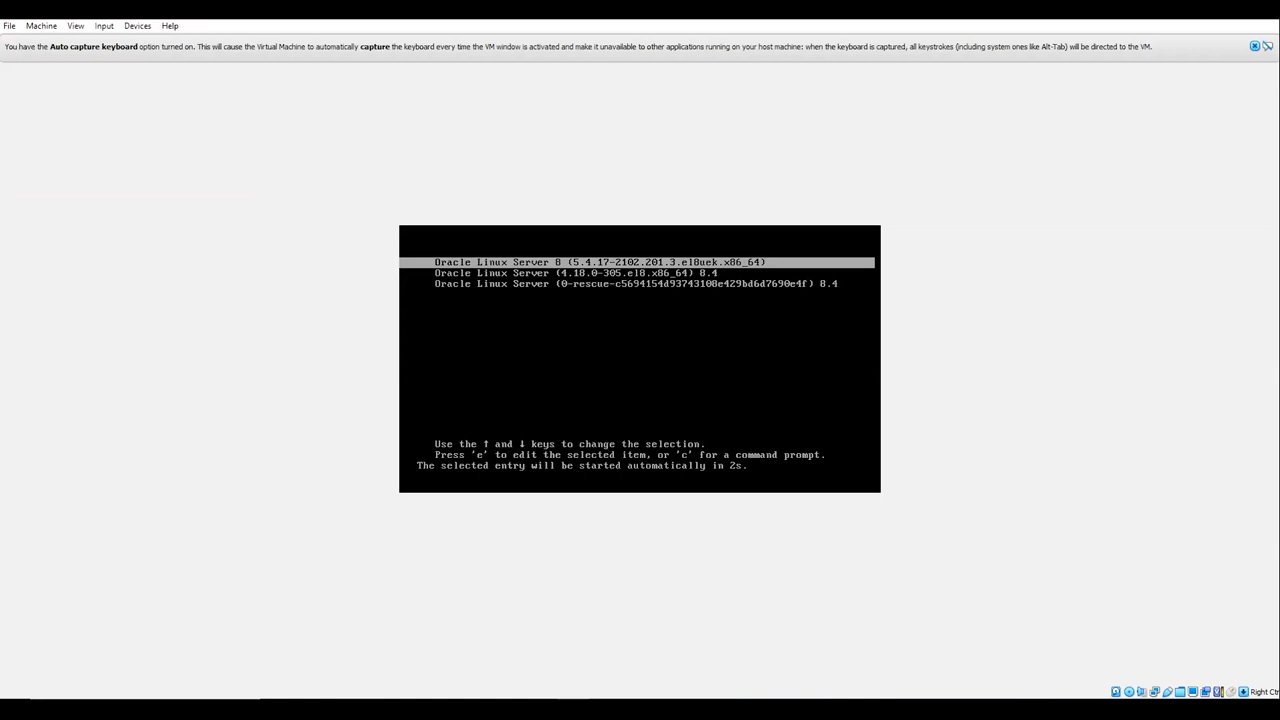 File Machine View Input Devices Help
You have the Auto capture keyboard option turned on. This will cause the Virtual Machine to automatically capture the keyboard every time the VM window is activated and make it unavailable to other applications running on your host machine: when the keyboard is captured, all keystrokes (including system ones like Alt-Tab) will be directed to the VM.
Oracle Linux Server 8 (5.4.17-2102.201.3.el8uek.x86_64)
Oracle Linux Server (4.18.0-305.el8.x86_64) 8.4
Oracle Linux Server (0-rescue-c5694154d93743108e429bd6d7690e4f) 8.4
Use the ↑ and ↓ keys to change the selection.
Press 'e' to edit the selected item, or 'c' for a command prompt.
The selected entry will be started automatically in 2s.
Right Ctr